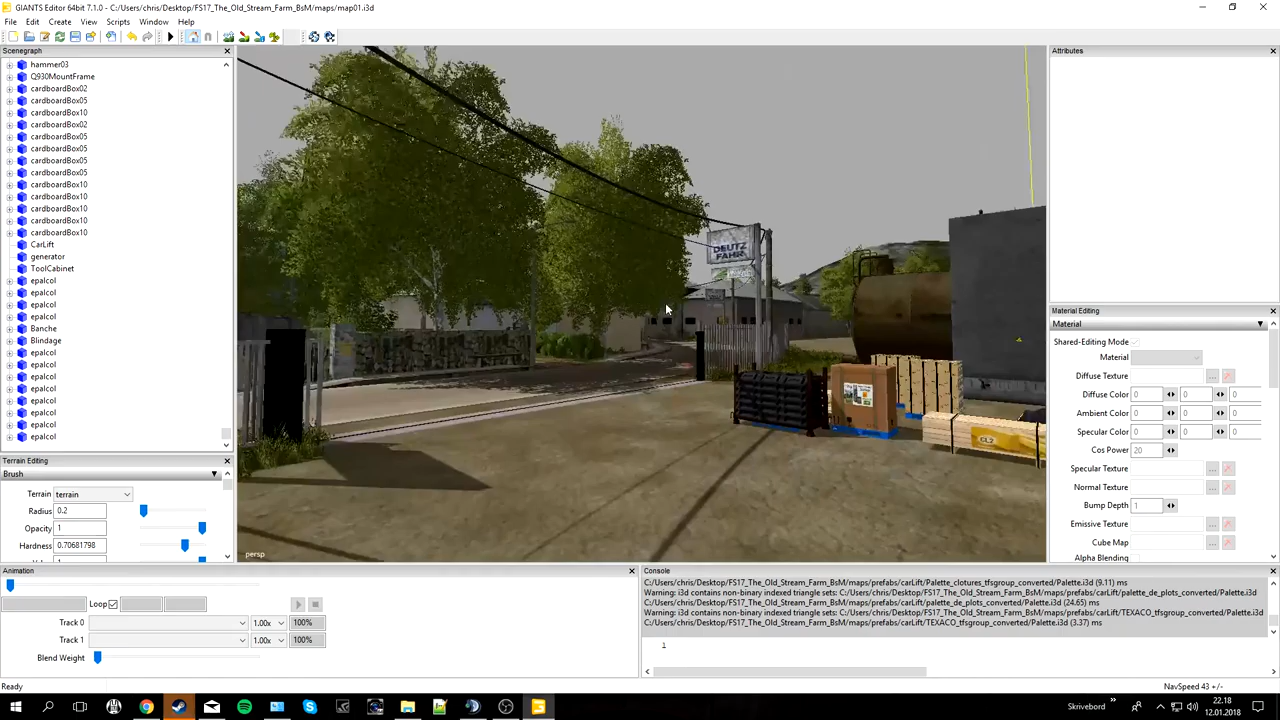 GIANTS Editor 64bit 7.1.0 - C:/Users/chris/Desktop/FS17_The_Old_Stream_Farm_BsM/maps/map01.i3d
File Edit Create View Scripts Window Help
Scenegraph
hammer03
Q930MountFrame
cardboardBox02
cardboardBox05
cardboardBox10
cardboardBox02
cardboardBox05
cardboardBox05
cardboardBox05
cardboardBox05
cardboardBox10
cardboardBox10
cardboardBox10
cardboardBox10
cardboardBox10
CarLift
generator
ToolCabinet
epalcol
epalcol
epalcol
epalcol
Banche
Blindage
epalcol
epalcol
epalcol
epalcol
epalcol
epalcol
epalcol
epalcol
Terrain Editing
Brush
Terrain terrain
Radius 0.2
Opacity 1
Hardness 0.70681798
DEUTZ
FAHR
persp
Attributes
Material Editing
Material
Shared-Editing Mode
Material
Diffuse Texture ...
Diffuse Color 0 0 0
Ambient Color 0 0 0
Specular Color 0 0 0
Cos Power 20
Specular Texture ...
Normal Texture ...
Bump Depth 1
Emissive Texture ...
Cube Map ...
Alpha Blending
Animation
Loop
Track 0 1.00x 100%
Track 1 1.00x 100%
Blend Weight
Console
C:/Users/chris/Desktop/FS17_The_Old_Stream_Farm_BsM/maps/prefabs/carLift/Palette_clotures_tfsgroup_converted/Palette.i3d (9.11) ms
Warning: i3d contains non-binary indexed triangle sets: C:/Users/chris/Desktop/FS17_The_Old_Stream_Farm_BsM/maps/prefabs/carLift/palette_de_plots_converted/Palette.i3d
C:/Users/chris/Desktop/FS17_The_Old_Stream_Farm_BsM/maps/prefabs/carLift/palette_de_plots_converted/Palette.i3d (24.65) ms
Warning: i3d contains non-binary indexed triangle sets: C:/Users/chris/Desktop/FS17_The_Old_Stream_Farm_BsM/maps/prefabs/carLift/TEXACO_tfsgroup_converted/Palette.i3d
C:/Users/chris/Desktop/FS17_The_Old_Stream_Farm_BsM/maps/prefabs/carLift/TEXACO_tfsgroup_converted/Palette.i3d (3.37) ms
1
Ready
NavSpeed 43 +/-
Skrivebord
22.18
12.01.2018